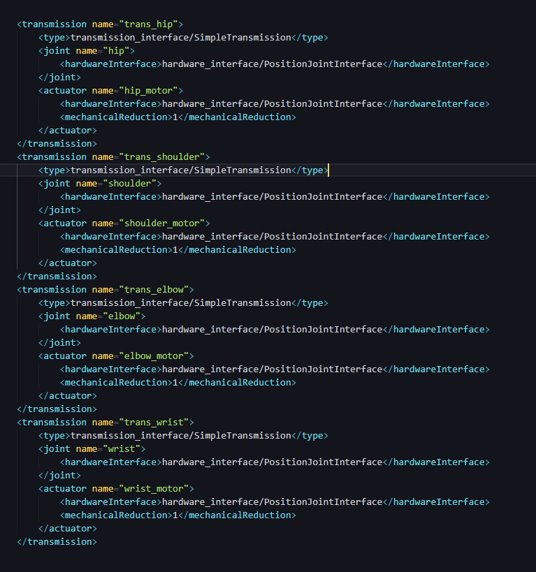 <transmission name="trans_hip">
    <type>transmission_interface/SimpleTransmission</type>
    <joint name="hip">
        <hardwareInterface>hardware_interface/PositionJointInterface</hardwareInterface>
    </joint>
    <actuator name="hip_motor">
        <hardwareInterface>hardware_interface/PositionJointInterface</hardwareInterface>
        <mechanicalReduction>1</mechanicalReduction>
    </actuator>
</transmission>
<transmission name="trans_shoulder">
    <type>transmission_interface/SimpleTransmission</type>
    <joint name="shoulder">
        <hardwareInterface>hardware_interface/PositionJointInterface</hardwareInterface>
    </joint>
    <actuator name="shoulder_motor">
        <hardwareInterface>hardware_interface/PositionJointInterface</hardwareInterface>
        <mechanicalReduction>1</mechanicalReduction>
    </actuator>
</transmission>
<transmission name="trans_elbow">
    <type>transmission_interface/SimpleTransmission</type>
    <joint name="elbow">
        <hardwareInterface>hardware_interface/PositionJointInterface</hardwareInterface>
    </joint>
    <actuator name="elbow_motor">
        <hardwareInterface>hardware_interface/PositionJointInterface</hardwareInterface>
        <mechanicalReduction>1</mechanicalReduction>
    </actuator>
</transmission>
<transmission name="trans_wrist">
    <type>transmission_interface/SimpleTransmission</type>
    <joint name="wrist">
        <hardwareInterface>hardware_interface/PositionJointInterface</hardwareInterface>
    </joint>
    <actuator name="wrist_motor">
        <hardwareInterface>hardware_interface/PositionJointInterface</hardwareInterface>
        <mechanicalReduction>1</mechanicalReduction>
    </actuator>
</transmission>